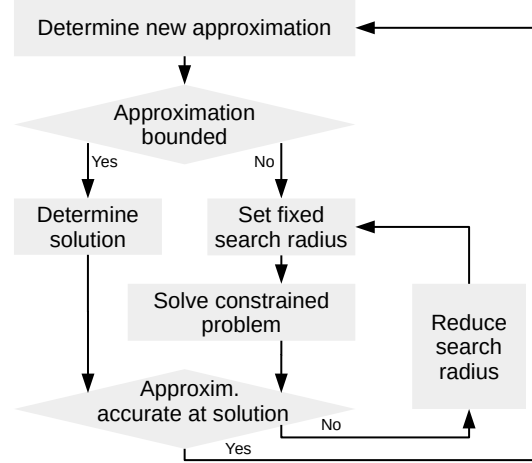 Determine new approximation
Approximation
bounded
Yes
No
Determine
solution
Set fixed
search radius
Solve constrained
problem
Reduce
search
radius
Approxim.
accurate at solution
No
Yes